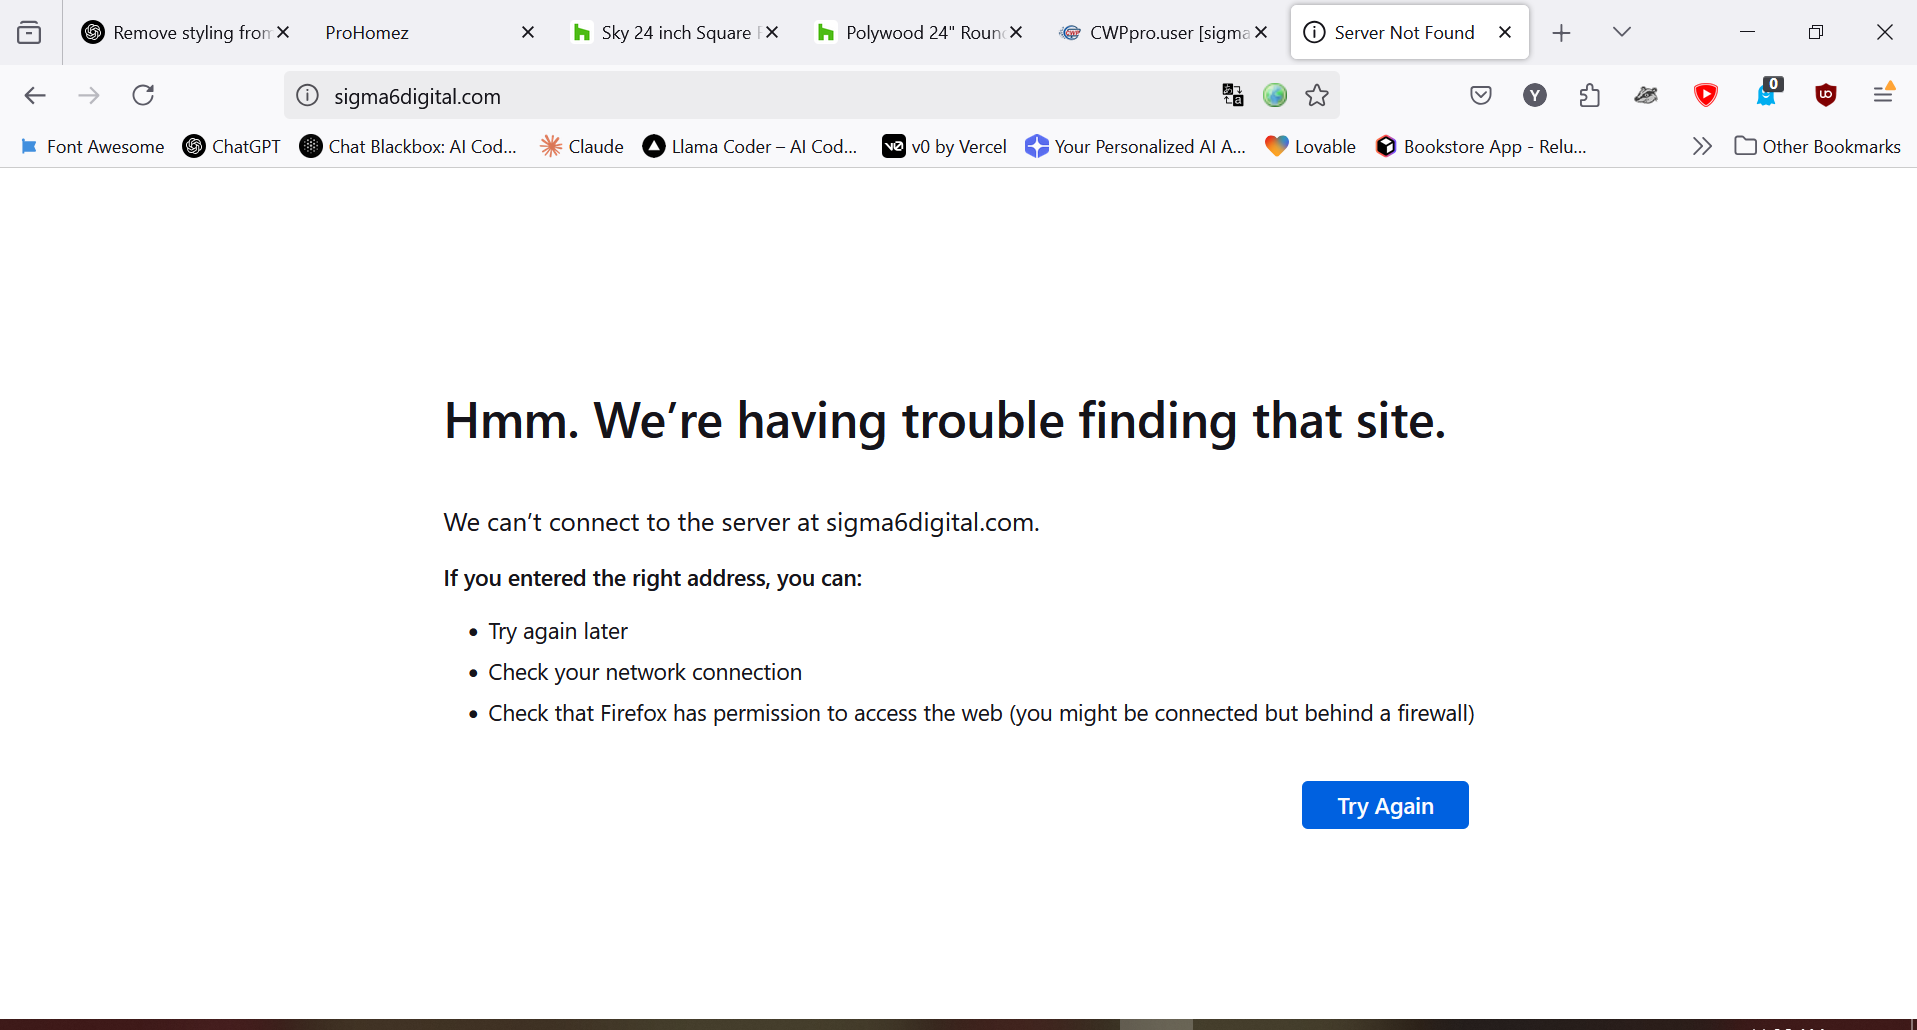 Remove styling from
ProHomez
Sky 24 inch Square
Polywood 24" Roun
CWPpro.user [sigma
Server Not Found
sigma6digital.com
Y
0
Font Awesome
ChatGPT
Chat Blackbox: AI Cod...
Claude
Llama Coder – AI Cod...
v0 by Vercel
Your Personalized AI A...
Lovable
Bookstore App - Relu...
Other Bookmarks
Hmm. We’re having trouble finding that site.
We can’t connect to the server at sigma6digital.com.
If you entered the right address, you can:
Try again later
Check your network connection
Check that Firefox has permission to access the web (you might be connected but behind a firewall)
Try Again